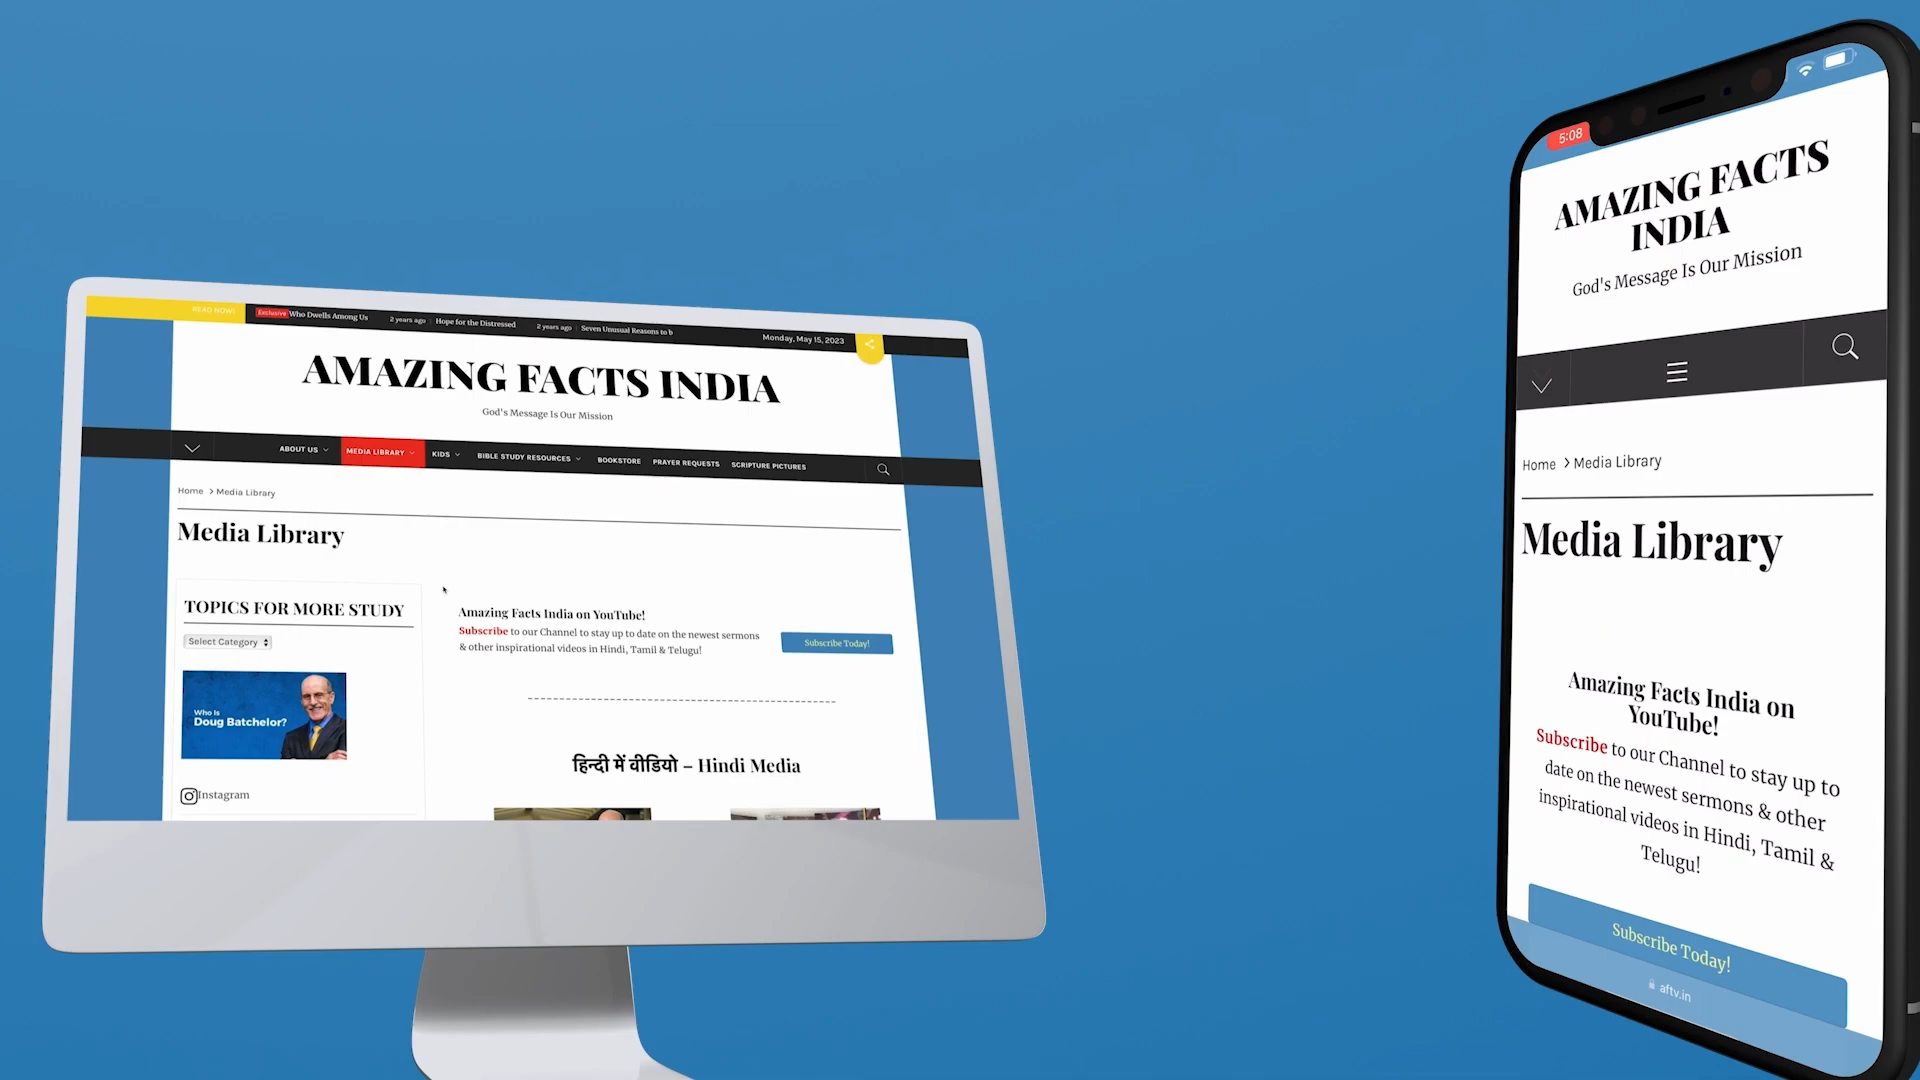 READ NOW!
Exclusive Who Dwells Among Us
2 years ago | Hope for the Distressed
2 years ago | Seven Unusual Reasons to b
Monday, May 15, 2023
AMAZING FACTS INDIA
God's Message Is Our Mission
ABOUT US
MEDIA LIBRARY
KIDS
BIBLE STUDY RESOURCES
BOOKSTORE
PRAYER REQUESTS
SCRIPTURE PICTURES
Home > Media Library
Media Library
TOPICS FOR MORE STUDY
Select Category
Who Is
Doug Batchelor?
Instagram
Amazing Facts India on YouTube!
Subscribe to our Channel to stay up to date on the newest sermons
& other inspirational videos in Hindi, Tamil & Telugu!
Subscribe Today!
हिन्दी में वीडियो – Hindi Media
5:08
AMAZING FACTS
INDIA
God's Message Is Our Mission
Home > Media Library
Media Library
Amazing Facts India on
YouTube!
Subscribe to our Channel to stay up to
date on the newest sermons & other
inspirational videos in Hindi, Tamil &
Telugu!
Subscribe Today!
aftv.in